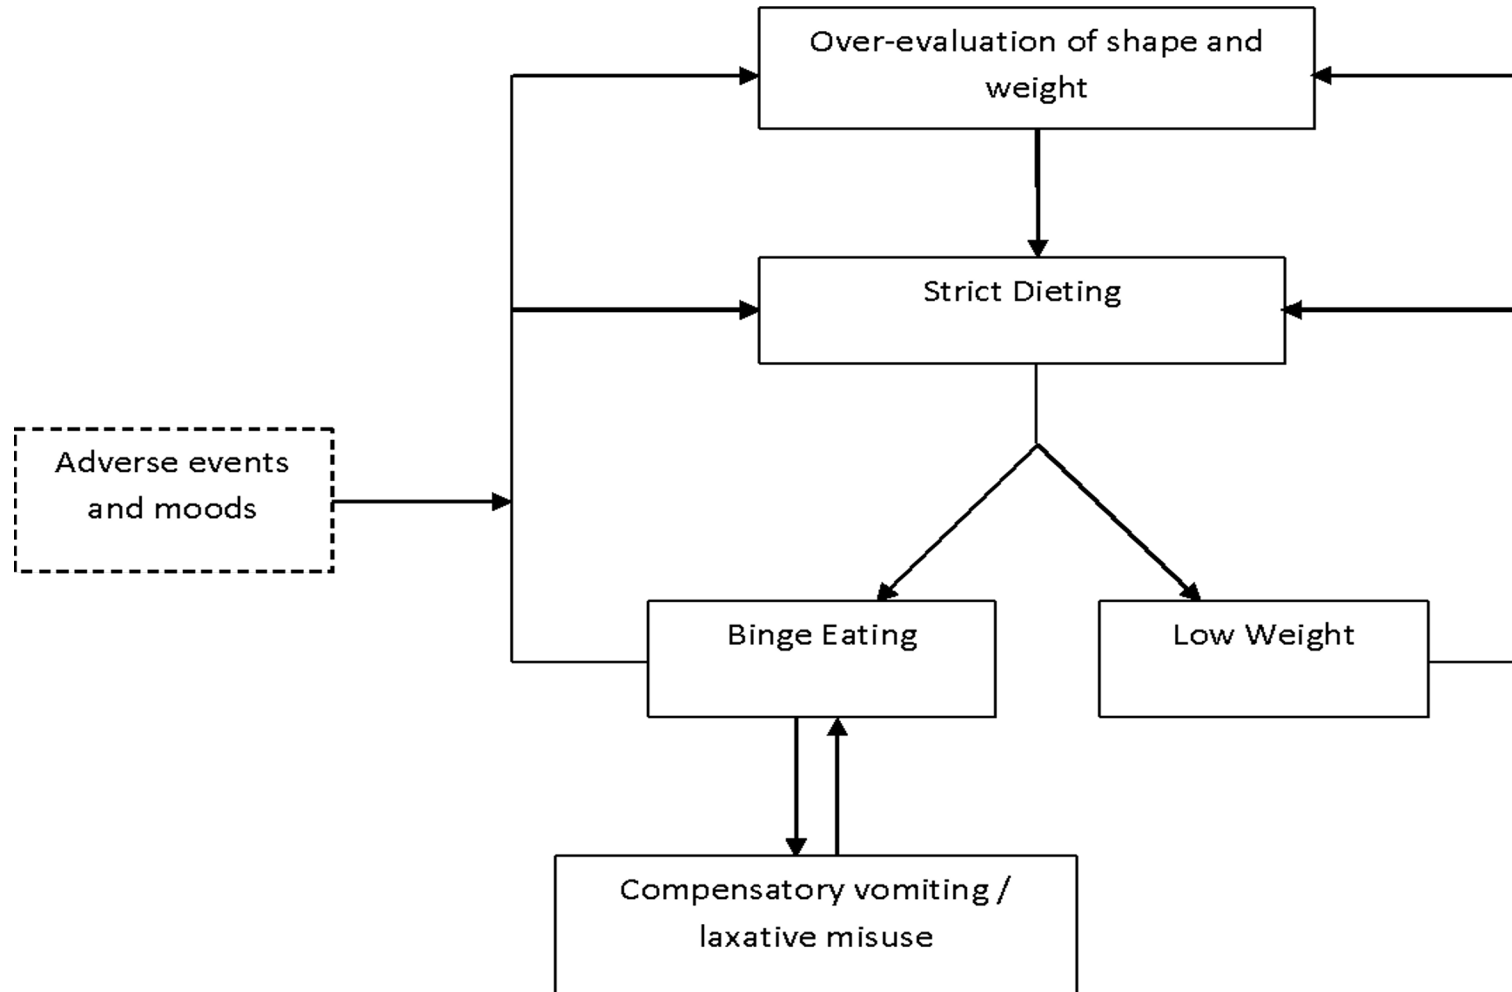 Over-evaluation of shape and
weight
Strict Dieting
Adverse events
and moods
Binge Eating
Low Weight
Compensatory vomiting /
laxative misuse